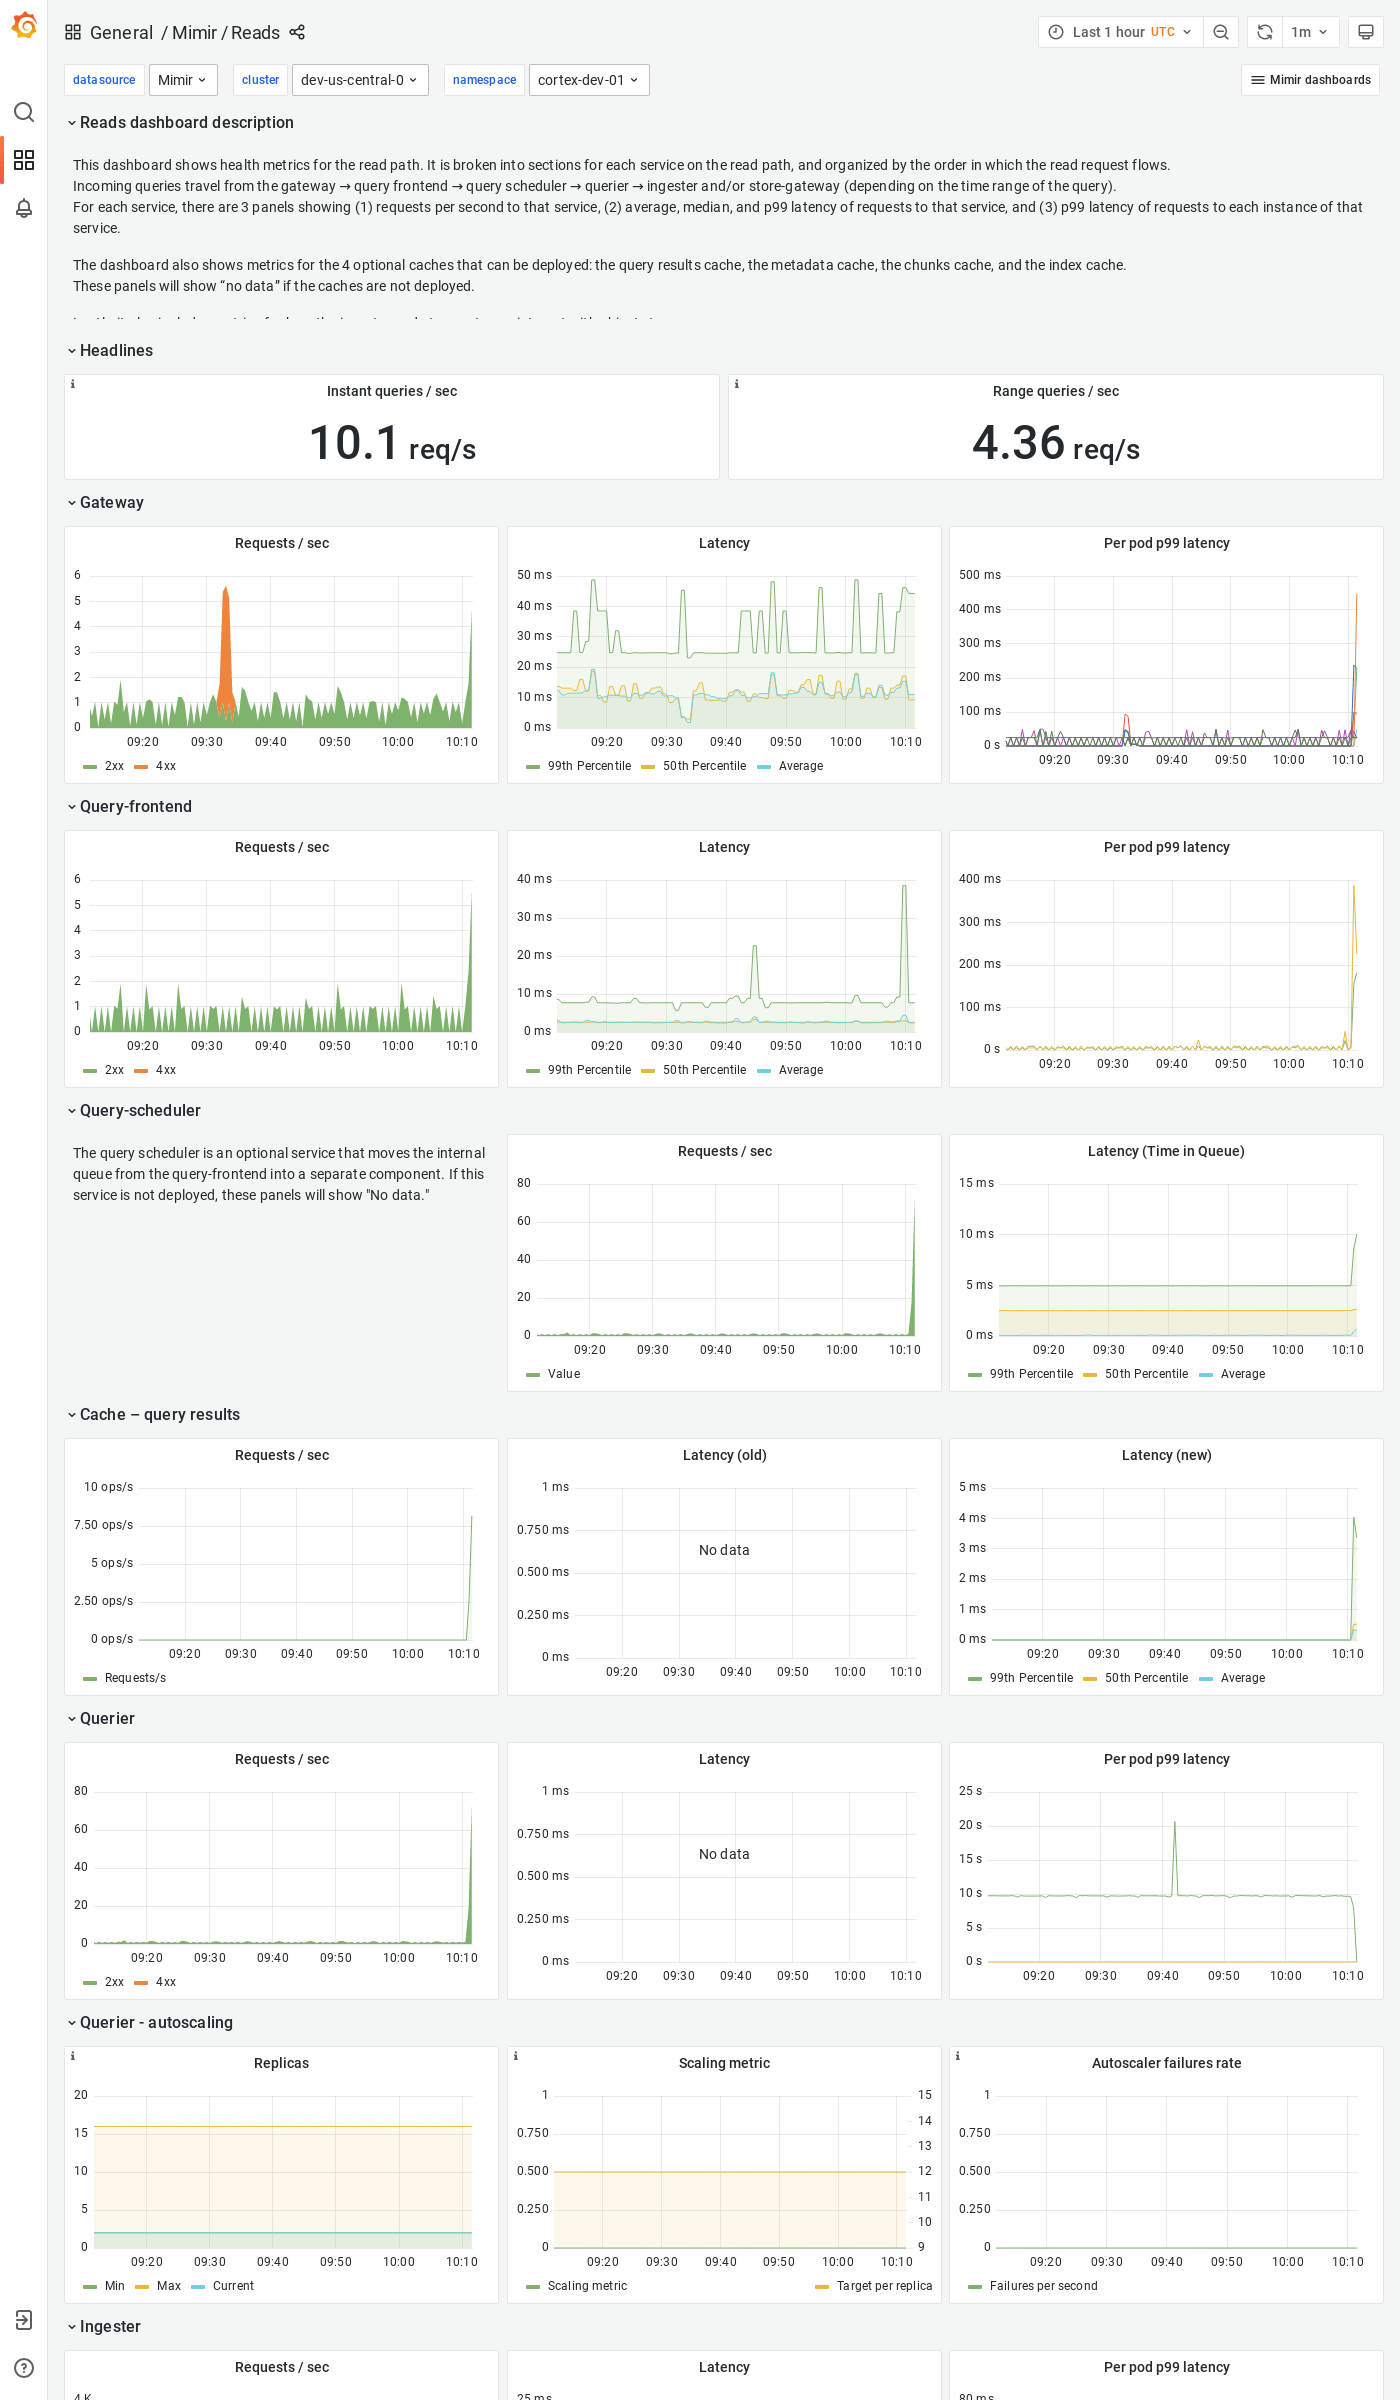 General / Mimir / Reads
Last 1 hour UTC
1m
datasource Mimir cluster dev-us-central-0 namespace cortex-dev-01
Mimir dashboards
Reads dashboard description
This dashboard shows health metrics for the read path. It is broken into sections for each service on the read path, and organized by the order in which the read request flows.
Incoming queries travel from the gateway → query frontend → query scheduler → querier → ingester and/or store-gateway (depending on the time range of the query).
For each service, there are 3 panels showing (1) requests per second to that service, (2) average, median, and p99 latency of requests to that service, and (3) p99 latency of requests to each instance of that
service.
The dashboard also shows metrics for the 4 optional caches that can be deployed: the query results cache, the metadata cache, the chunks cache, and the index cache.
These panels will show “no data” if the caches are not deployed.
Headlines
Instant queries / sec
10.1 req/s
Range queries / sec
4.36 req/s
Gateway
Requests / sec
6
5
4
3
2
1
0
09:20 09:30 09:40 09:50 10:00 10:10
2xx 4xx
Latency
50 ms
40 ms
30 ms
20 ms
10 ms
0 ms
09:20 09:30 09:40 09:50 10:00 10:10
99th Percentile 50th Percentile Average
Per pod p99 latency
500 ms
400 ms
300 ms
200 ms
100 ms
0 s
09:20 09:30 09:40 09:50 10:00 10:10
Query-frontend
Requests / sec
6
5
4
3
2
1
0
09:20 09:30 09:40 09:50 10:00 10:10
2xx 4xx
Latency
40 ms
30 ms
20 ms
10 ms
0 ms
09:20 09:30 09:40 09:50 10:00 10:10
99th Percentile 50th Percentile Average
Per pod p99 latency
400 ms
300 ms
200 ms
100 ms
0 s
09:20 09:30 09:40 09:50 10:00 10:10
Query-scheduler
The query scheduler is an optional service that moves the internal
queue from the query-frontend into a separate component. If this
service is not deployed, these panels will show "No data."
Requests / sec
80
60
40
20
0
09:20 09:30 09:40 09:50 10:00 10:10
Value
Latency (Time in Queue)
15 ms
10 ms
5 ms
0 ms
09:20 09:30 09:40 09:50 10:00 10:10
99th Percentile 50th Percentile Average
Cache – query results
Requests / sec
10 ops/s
7.50 ops/s
5 ops/s
2.50 ops/s
0 ops/s
09:20 09:30 09:40 09:50 10:00 10:10
Requests/s
Latency (old)
1 ms
0.750 ms
No data
0.500 ms
0.250 ms
0 ms
09:20 09:30 09:40 09:50 10:00 10:10
Latency (new)
5 ms
4 ms
3 ms
2 ms
1 ms
0 ms
09:20 09:30 09:40 09:50 10:00 10:10
99th Percentile 50th Percentile Average
Querier
Requests / sec
80
60
40
20
0
09:20 09:30 09:40 09:50 10:00 10:10
2xx 4xx
Latency
1 ms
0.750 ms
No data
0.500 ms
0.250 ms
0 ms
09:20 09:30 09:40 09:50 10:00 10:10
Per pod p99 latency
25 s
20 s
15 s
10 s
5 s
0 s
09:20 09:30 09:40 09:50 10:00 10:10
Querier - autoscaling
Replicas
20
15
10
5
0
09:20 09:30 09:40 09:50 10:00 10:10
Min Max Current
Scaling metric
1 15
14
0.750 13
0.500 12
0.250 11
10
0 9
09:20 09:30 09:40 09:50 10:00 10:10
Scaling metric Target per replica
Autoscaler failures rate
1
0.750
0.500
0.250
0
09:20 09:30 09:40 09:50 10:00 10:10
Failures per second
Ingester
Requests / sec
4 K
Latency
25 ms
Per pod p99 latency
80 ms